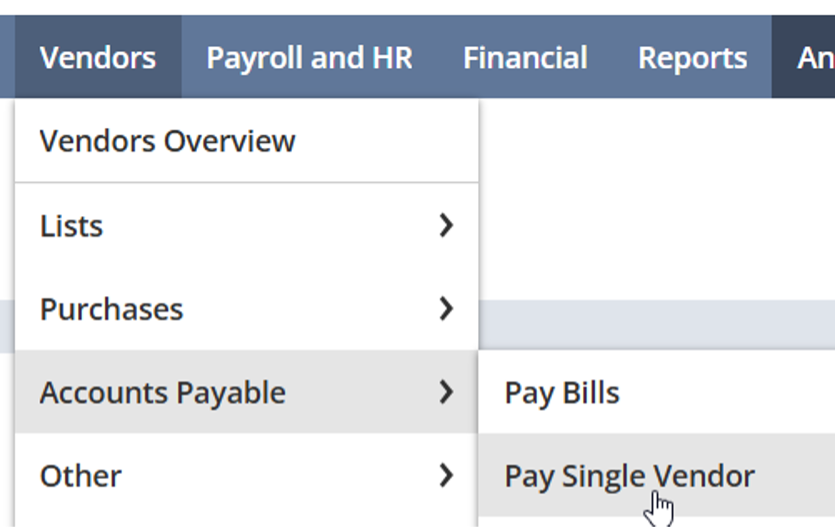 Vendors Payroll and HR Financial Reports An
Vendors Overview
Lists
Purchases
Accounts Payable
Pay Bills
Other
Pay Single Vendor